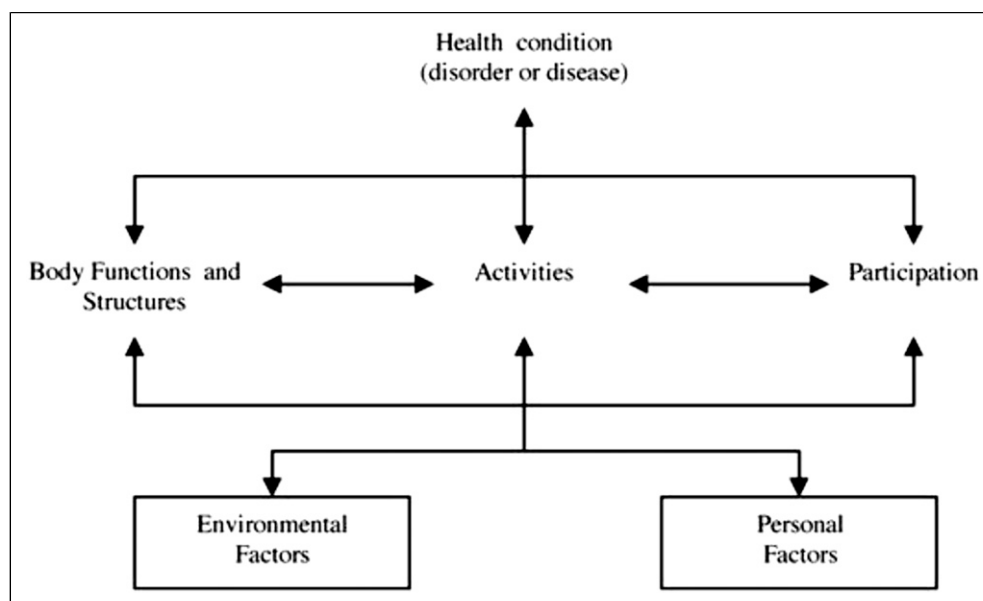 Health condition
(disorder or disease)
Body Functions and
Structures
Activities
Participation
Environmental
Factors
Personal
Factors